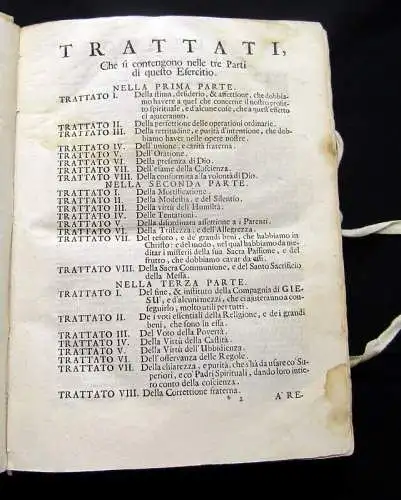 TRATTATI,
Che si contengono nelle tre Parti
di questo Esercitio.
NELLA PRIMA PARTE.
TRATTATO I. Della stima, desiderio, & affettione, che dobbia-
mo havere a quel che concerne il nostro profit-
to spirituale, e d'alcune cose, che a quest'effetto
ci ajuteranno.
TRATTATO II. Della perfettione delle operationi ordinarie.
TRATTATO III. Della rettitudine, e purità d'intentione, che dob-
biamo haver nelle opere nostre.
TRATTATO IV. Dell'unione, e carità fraterna.
TRATTATO V. Dell'Oratione.
TRATTATO VI. Della presenza di Dio.
TRATTATO VII. Dell'esame della Coscienza.
TRATTATO VIII. Della conformità a la volontà di Dio.
NELLA SECONDA PARTE.
TRATTATO I. Della Mortificatione.
TRATTATO II. Della Modestia, e del Silentio.
TRATTATO III. Della virtù della Humiltà.
TRATTATO IV. Delle Tentationi.
TRATTATO V. Della disordinata affettione a i Parenti.
TRATTATO VI. Della Tristezza, e dell'Allegrezza.
TRATTATO VII. Del tesoro, e de grandi beni, che habbiamo in
Christo: e del modo, nel qual habbiamo da me-
ditar i misterii della sua Sacra Passione, e del
frutto, che dobbiamo cavar da essi.
TRATTATO VIII. Della Sacra Communione, e del Santo Sacrificio
della Messa.
NELLA TERZA PARTE.
TRATTATO I. Del fine, & instituto della Compagnia di GIE-
SU', e d'alcuni mezzi, che ci ajuteranno a con-
seguirlo, molto utili per tutti.
TRATTATO II. De i voti essentiali della Religione, e de i grandi
beni, che sono in essa.
TRATTATO III. Del Voto della Povertà.
TRATTATO IV. Della Virtù della Castità.
TRATTATO V. Della Virtù dell'Ubbidienza.
TRATTATO VI. Dell'osservanza delle Regole.
TRATTATO VII. Della chiarezza, e purità, che s'hà da usare co' Su-
periori, e co' Padri Spirituali, dando loro intie-
ro conto della coscienza.
TRATTATO VIII. Della Correttione fraterna.
2 A' RE-